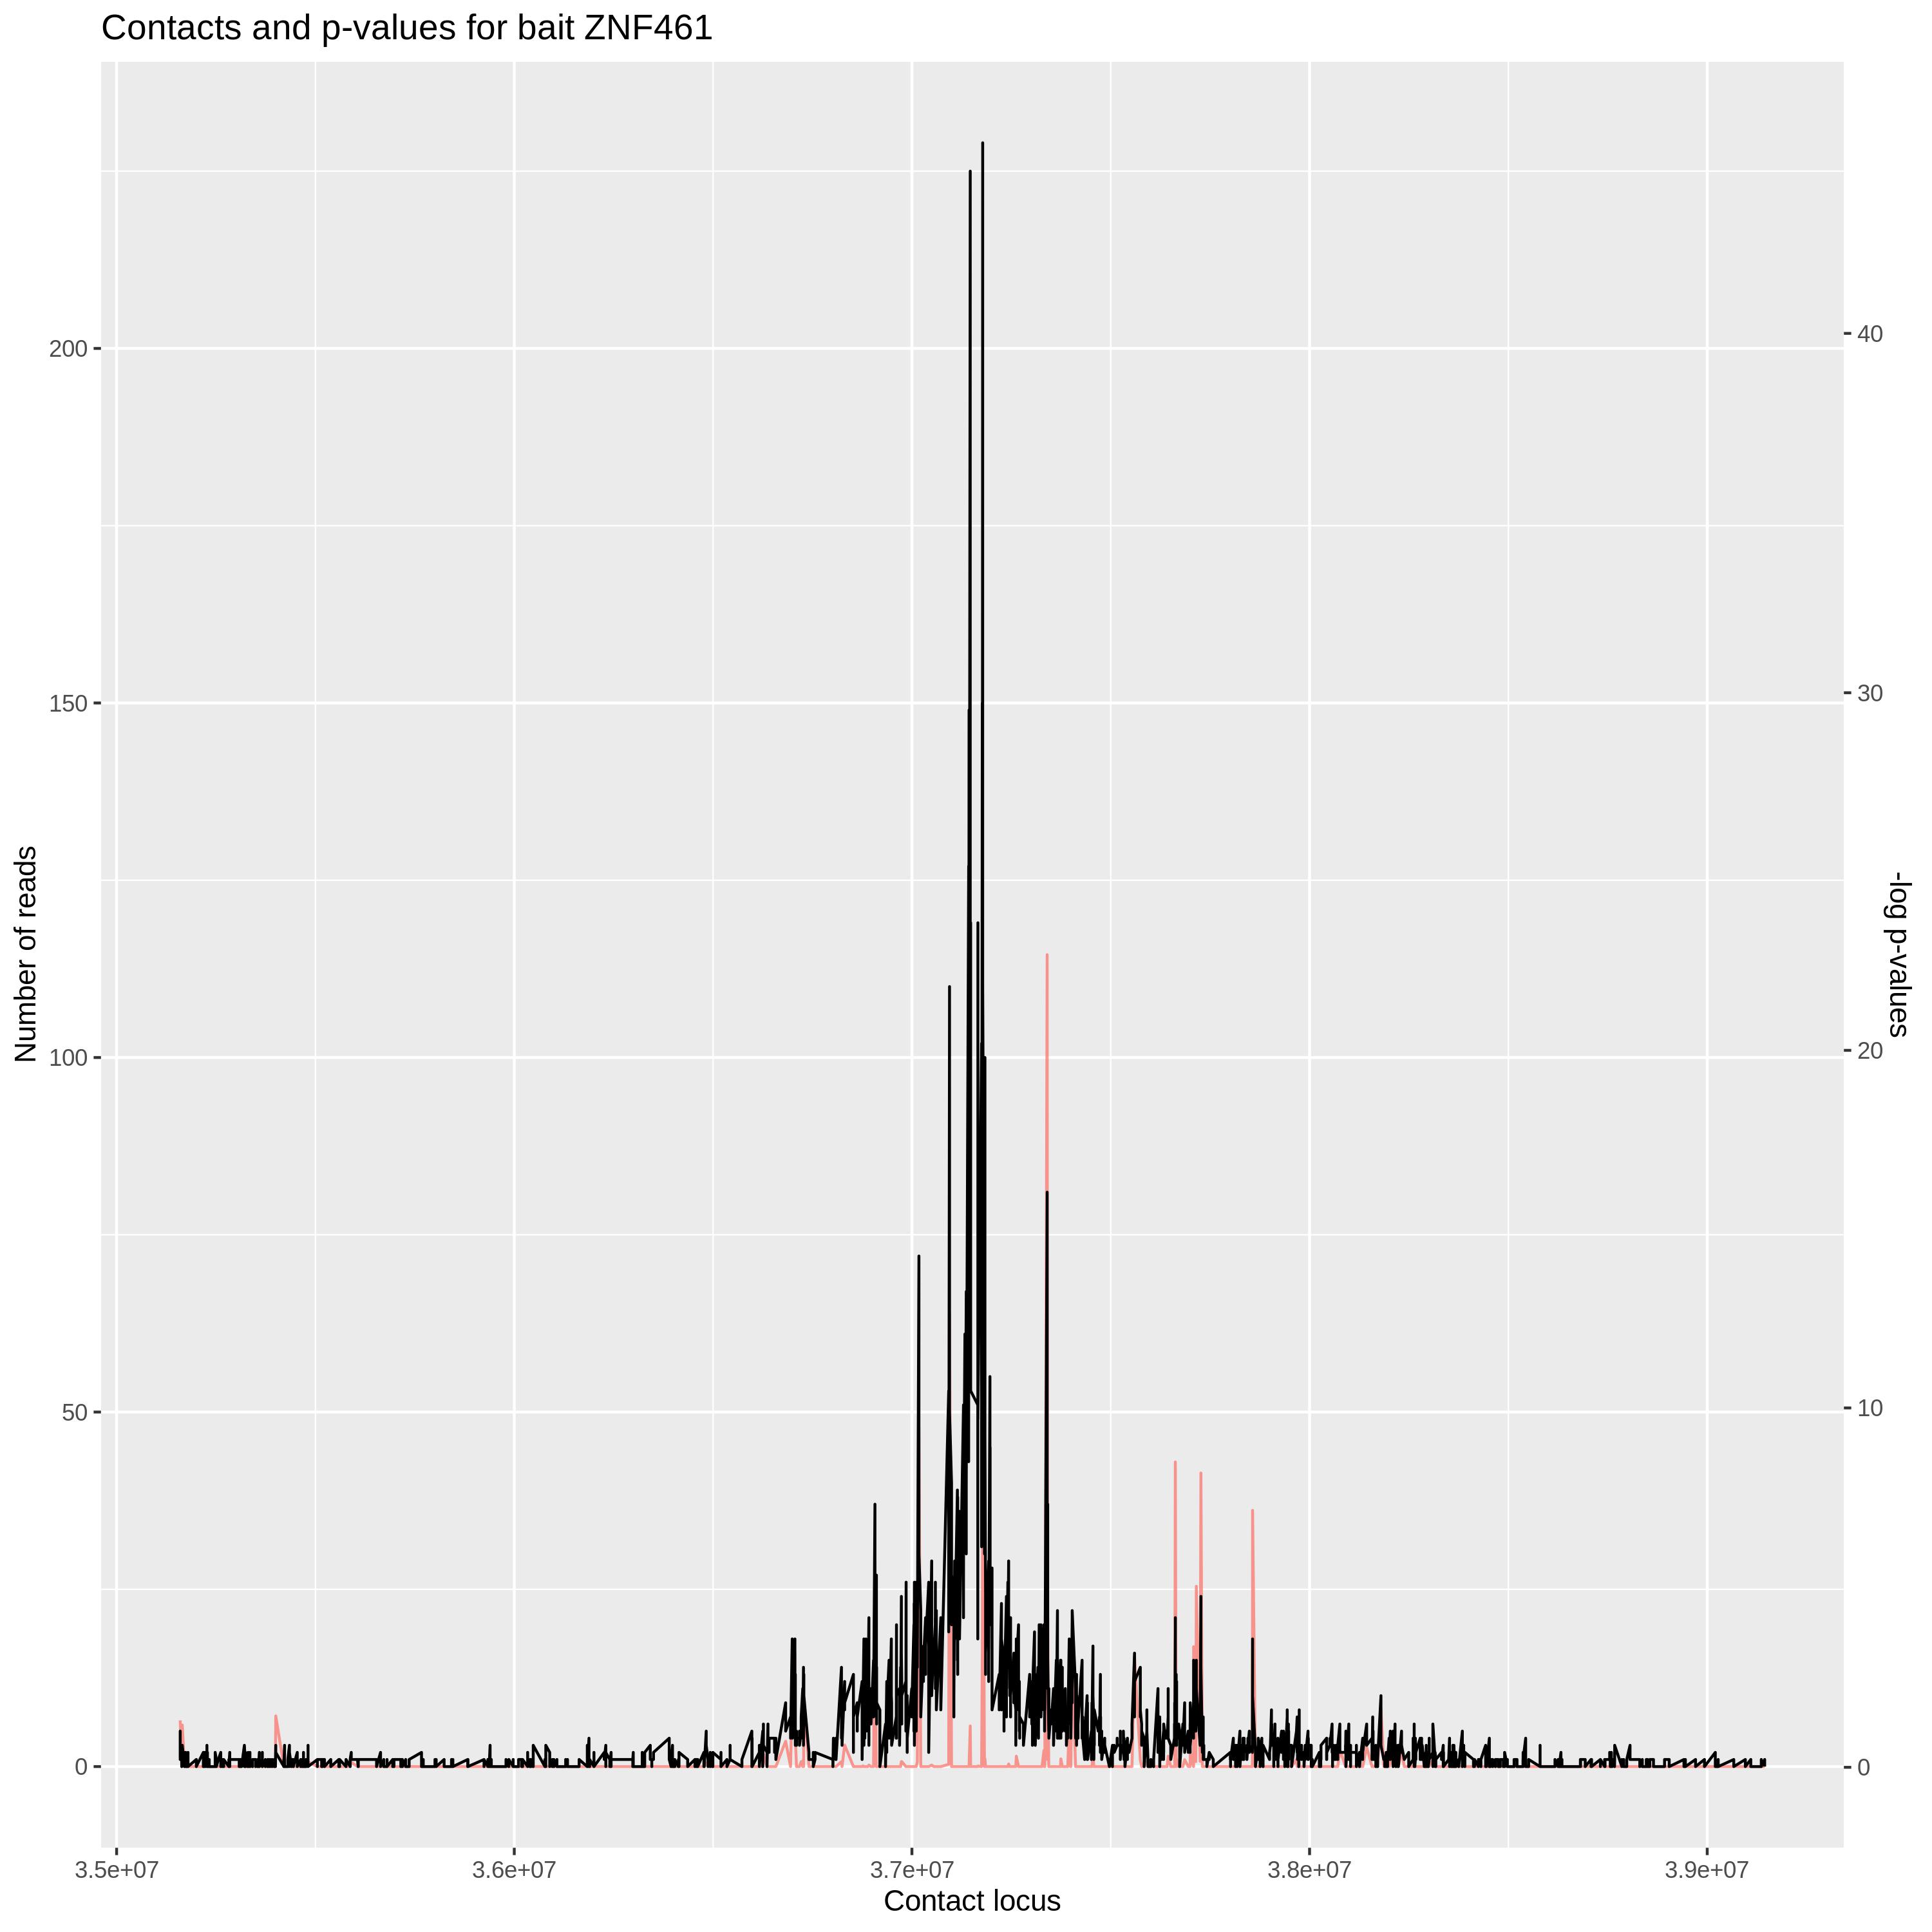 Contacts and p-values for bait ZNF461
Number of reads
200
150
100
50
0
40
30
20
10
0
-log p-values
3.5e+07
3.6e+07
3.7e+07
3.8e+07
3.9e+07
Contact locus